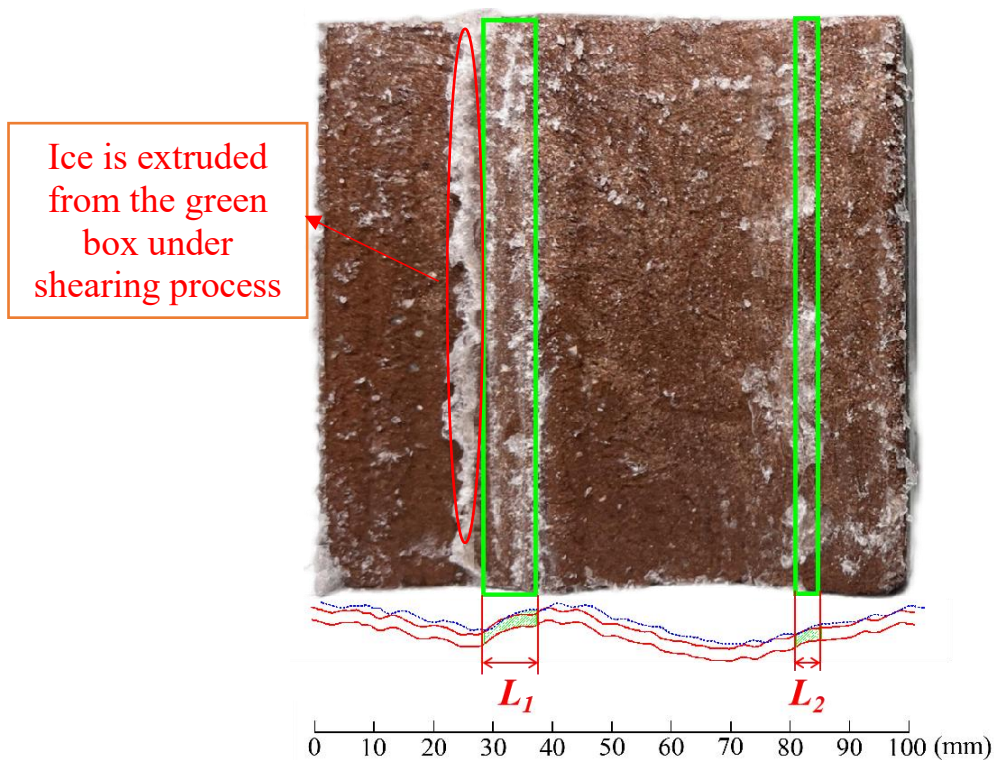 Ice is extruded
from the green
box under
shearing process
L1 L2
0 10 20 30 40 50 60 70 80 90 100 (mm)